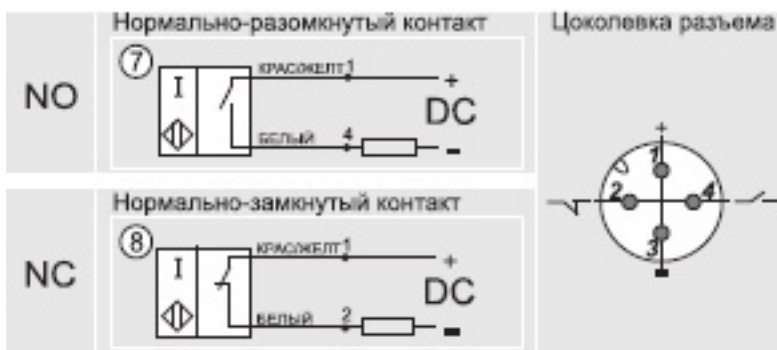 Нормально-разомкнутый контакт
Цоколевка разъема
NO
7
I
КРАС/ЖЕЛТ 1
+
DC
БЕЛЫЙ 4
-
Нормально-замкнутый контакт
NC
8
I
КРАС/ЖЕЛТ 1
+
DC
БЕЛЫЙ 2
-
+
1
2
4
3
-